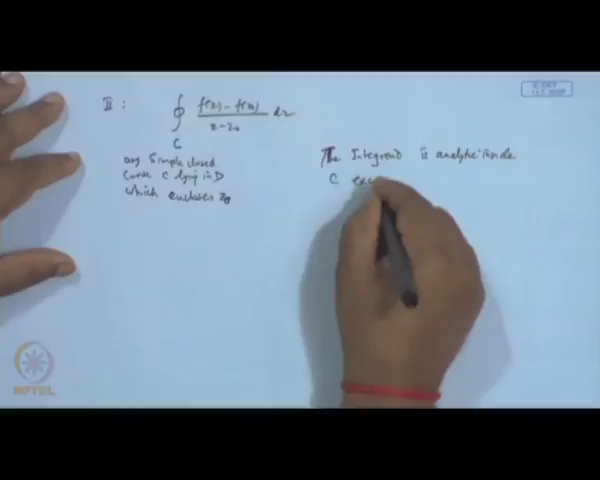 II : ∮ f(z) - f(z0) / z - z0 dz
C
any simple closed
curve C lying in D
which encloses z0
The Integrand is analytic inside
C exc
NPTEL